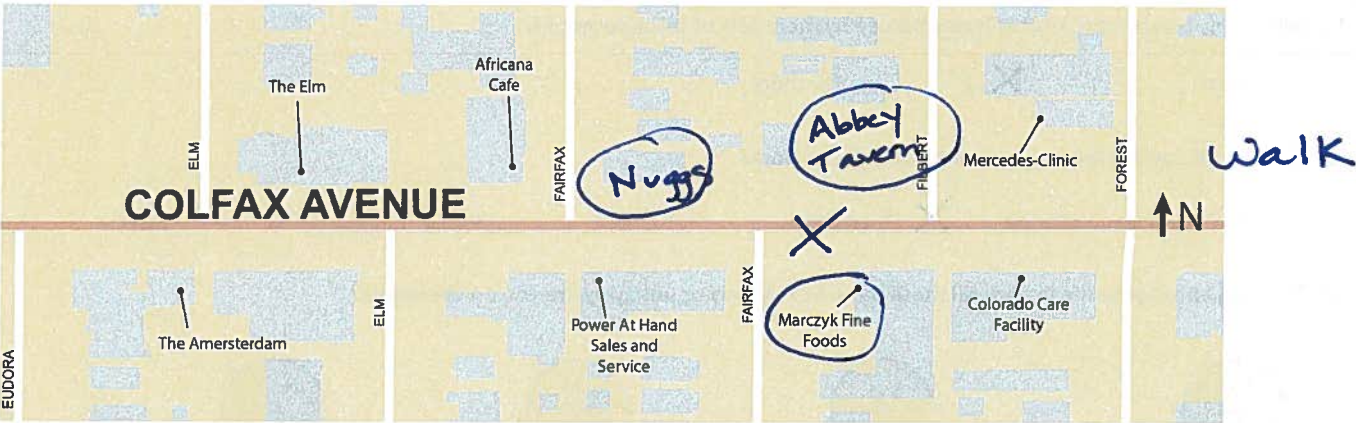 The Elm
Africana
Cafe
ELM
FAIRFAX
Nuggs
Abbey
Tavern
FILBERT
Mercedes-Clinic
FOREST
Walk
COLFAX AVENUE
N
EUDORA
The Amersterdam
ELM
Power At Hand
Sales and
Service
FAIRFAX
X
Marczyk Fine
Foods
Colorado Care
Facility